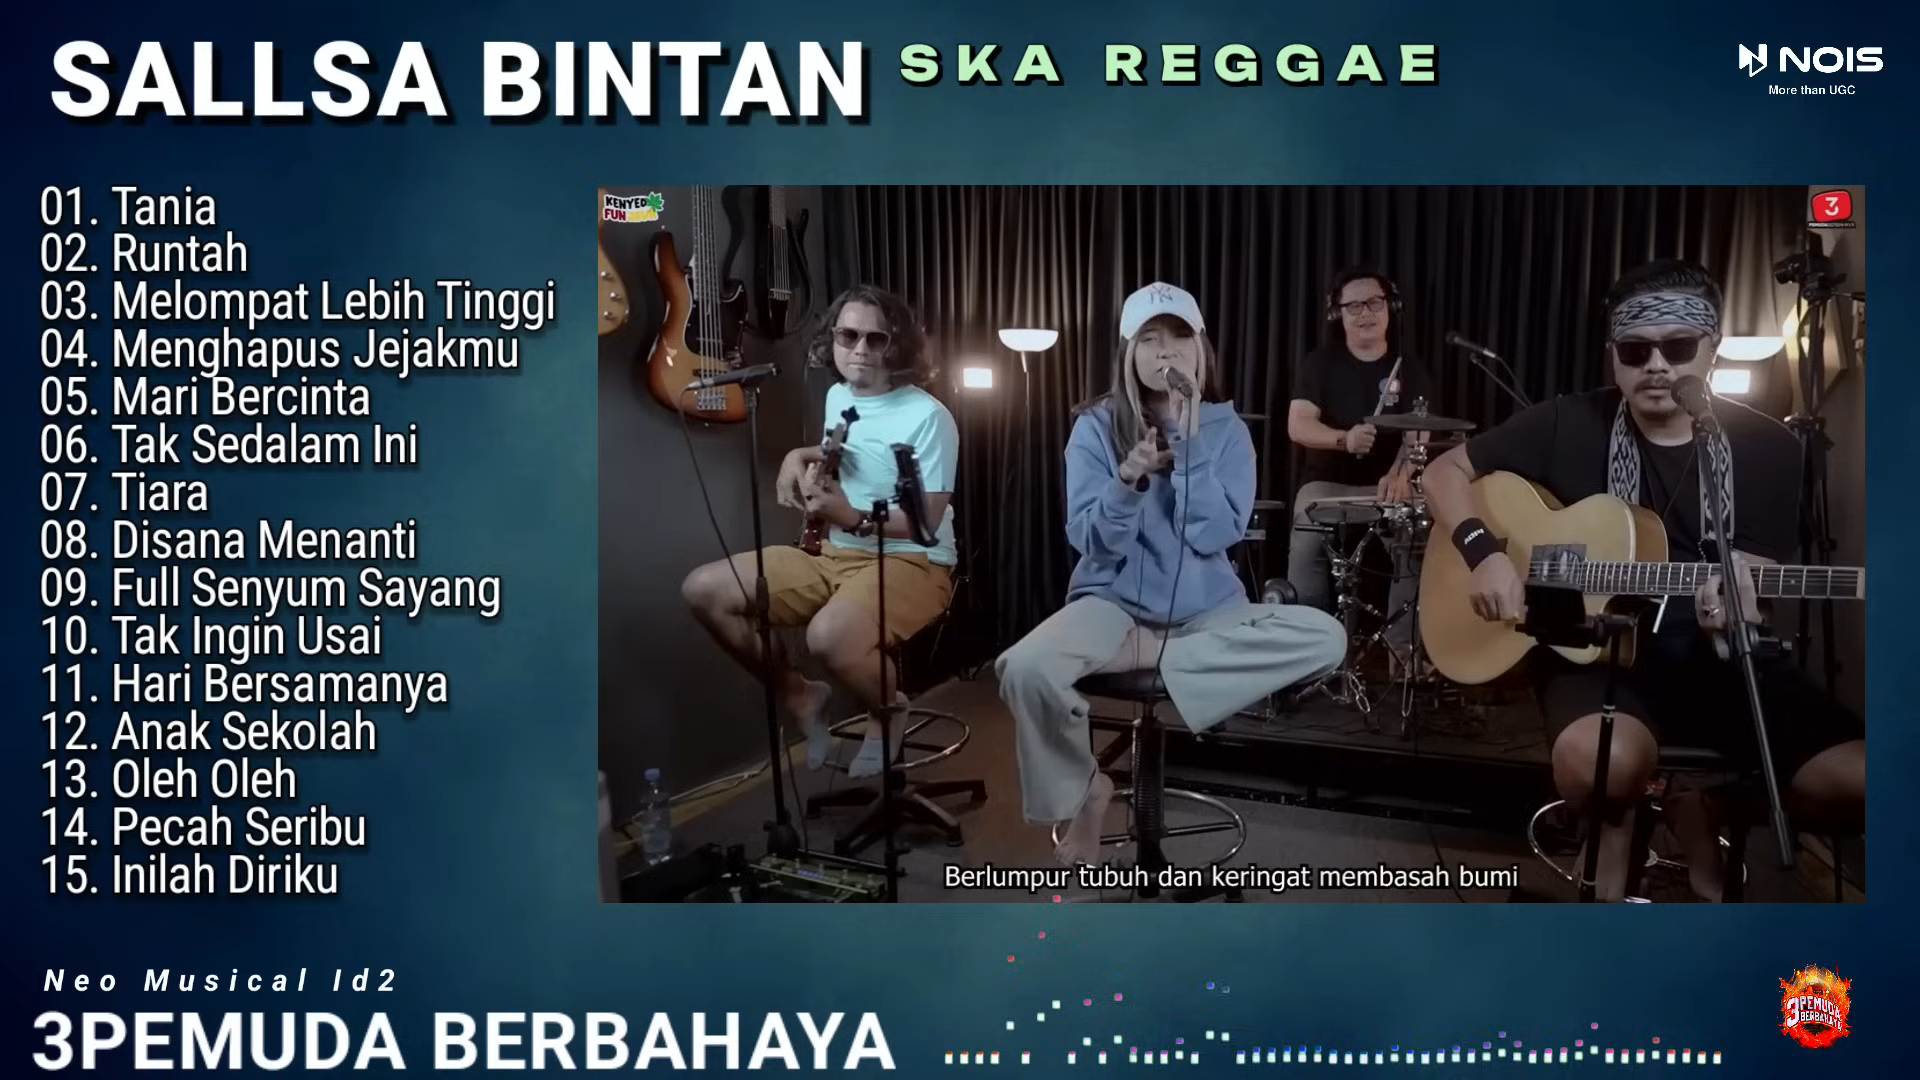 SALLSA BINTAN
SKA REGGAE
NOIS
More than UGC
01. Tania
02. Runtah
03. Melompat Lebih Tinggi
04. Menghapus Jejakmu
05. Mari Bercinta
06. Tak Sedalam Ini
07. Tiara
08. Disana Menanti
09. Full Senyum Sayang
10. Tak Ingin Usai
11. Hari Bersamanya
12. Anak Sekolah
13. Oleh Oleh
14. Pecah Seribu
15. Inilah Diriku
KENYED
FUN
3
Berlumpur tubuh dan keringat membasah bumi
Neo Musical Id2
3PEMUDA BERBAHAYA
3PEMUDA
BERBAHAYA